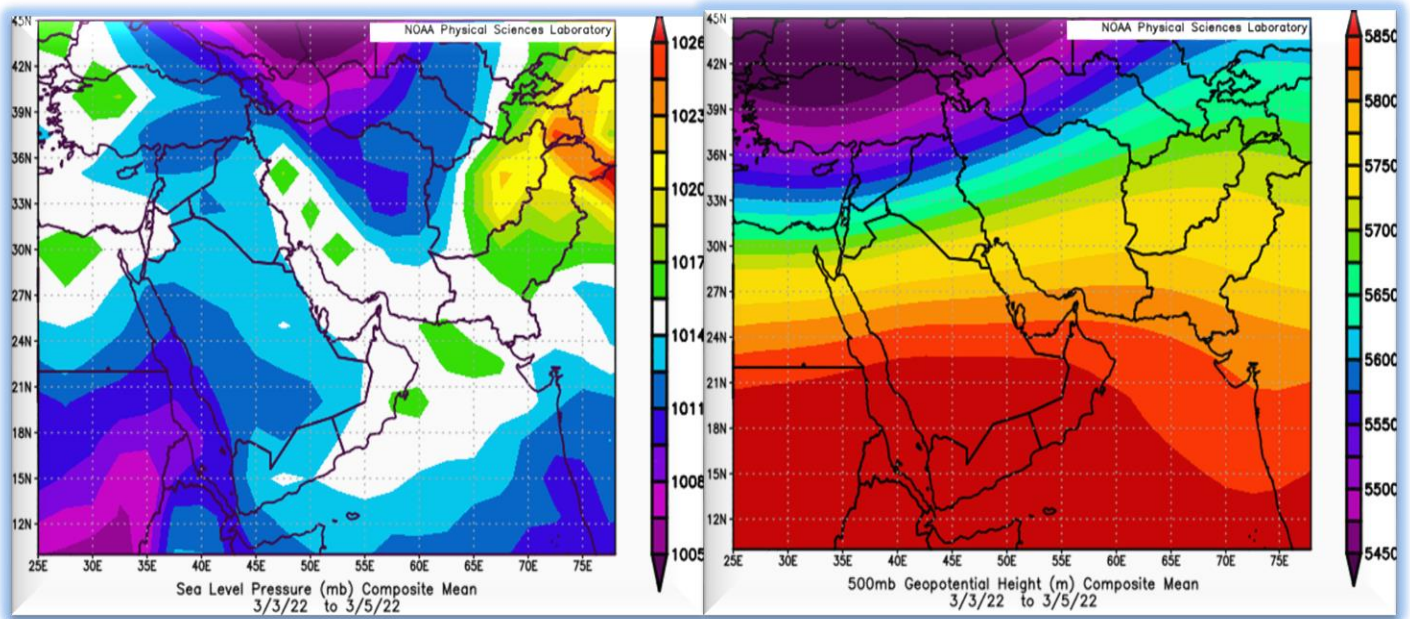 NOAA Physical Sciences Laboratory
45N
42N
39N
36N
33N
30N
27N
24N
21N
18N
15N
12N
25E 30E 35E 40E 45E 50E 55E 60E 65E 70E 75E
1026
1023
1020
1017
1014
1011
1008
1005
Sea Level Pressure (mb) Composite Mean
3/3/22 to 3/5/22
NOAA Physical Sciences Laboratory
45N
42N
39N
36N
33N
30N
27N
24N
21N
18N
15N
12N
25E 30E 35E 40E 45E 50E 55E 60E 65E 70E 75E
5850
5800
5750
5700
5650
5600
5550
5500
5450
500mb Geopotential Height (m) Composite Mean
3/3/22 to 3/5/22